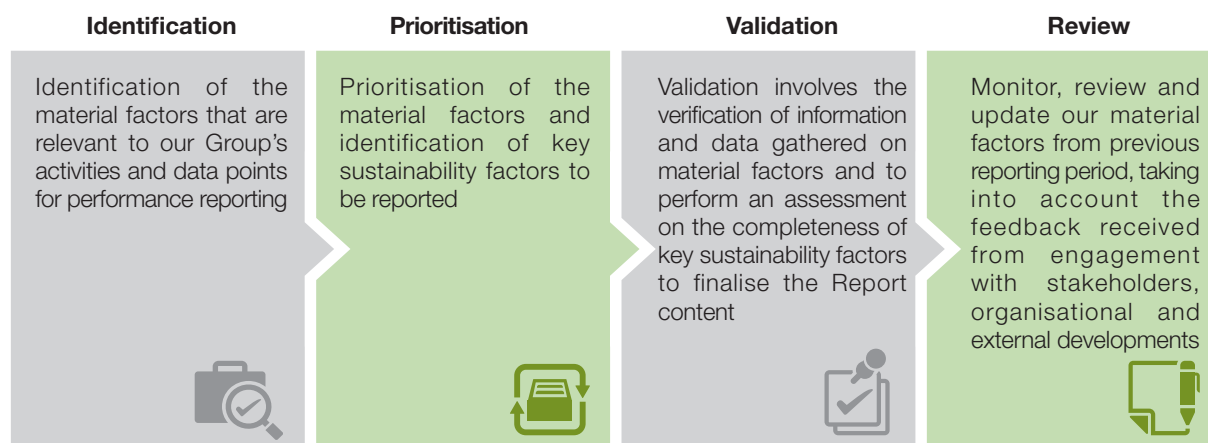 Identification
Identification of the
material factors that are
relevant to our Group's
activities and data points
for performance reporting
Prioritisation
Prioritisation of the
material factors and
identification of key
sustainability factors to
be reported
Validation
Validation involves the
verification of information
and data gathered on
material factors and to
perform an assessment
on the completeness of
key sustainability factors
to finalise the Report
content
Review
Monitor, review and
update our material
factors from previous
reporting period, taking
into account the
feedback received
from engagement
with stakeholders,
organisational and
external developments